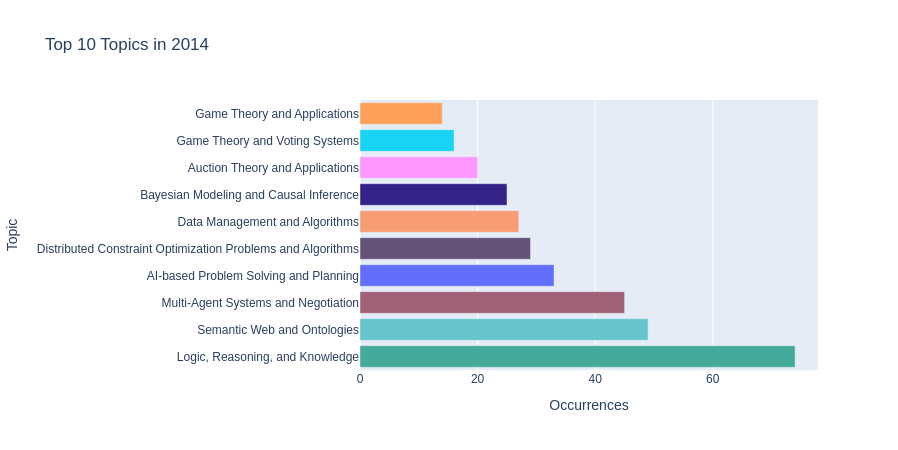 Top 10 Topics in 2014
Topic
Game Theory and Applications
Game Theory and Voting Systems
Auction Theory and Applications
Bayesian Modeling and Causal Inference
Data Management and Algorithms
Distributed Constraint Optimization Problems and Algorithms
AI-based Problem Solving and Planning
Multi-Agent Systems and Negotiation
Semantic Web and Ontologies
Logic, Reasoning, and Knowledge
0 20 40 60
Occurrences